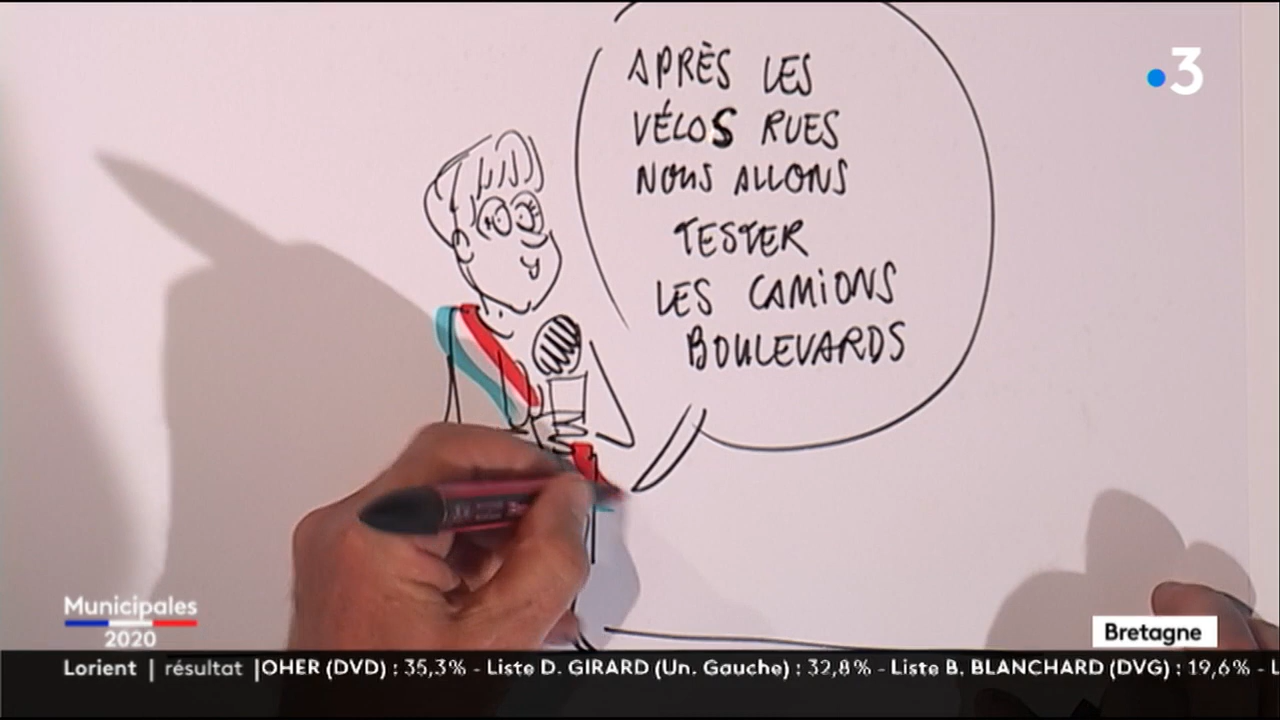 APRÈS LES
VÉLOS RUES
NOUS ALLONS
TESTER
LES CAMIONS
BOULEVARDS
3
Municipales
2020
Bretagne
Lorient | résultat |OHER (DVD) : 35,3% - Liste D. GIRARD (Un. Gauche) : 32,8% - Liste B. BLANCHARD (DVG) : 19,6% - L